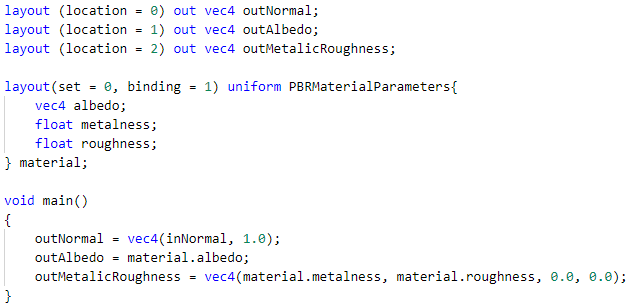 layout (location = 0) out vec4 outNormal;
layout (location = 1) out vec4 outAlbedo;
layout (location = 2) out vec4 outMetalicRoughness;
layout(set = 0, binding = 1) uniform PBRMaterialParameters{
    vec4 albedo;
    float metalness;
    float roughness;
} material;
void main()
{
    outNormal = vec4(inNormal, 1.0);
    outAlbedo = material.albedo;
    outMetalicRoughness = vec4(material.metalness, material.roughness, 0.0, 0.0);
}